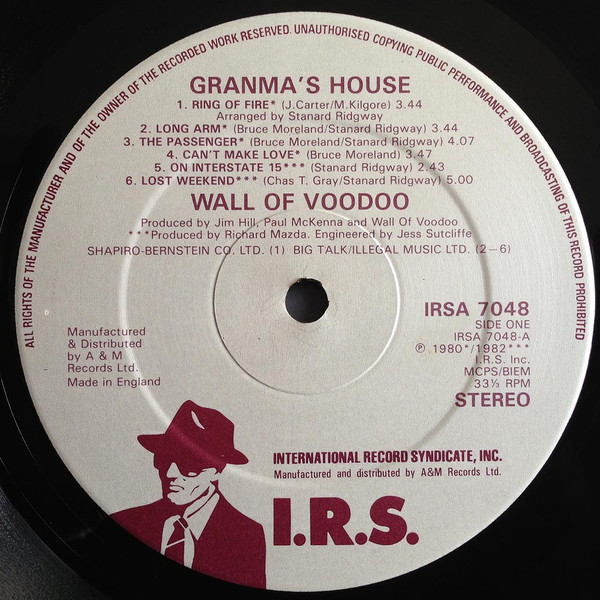 ALL RIGHTS OF THE MANUFACTURER AND OF THE OWNER OF THE RECORDED WORK RESERVED. UNAUTHORISED COPYING PUBLIC PERFORMANCE AND BROADCASTING OF THIS RECORD PROHIBITED
GRANMA'S HOUSE
1. RING OF FIRE* (J.Carter/M.Kilgore) 3.44
Arranged by Stanard Ridgway
2. LONG ARM* (Bruce Moreland/Stanard Ridgway) 3.44
3. THE PASSENGER* (Bruce Moreland/Stanard Ridgway) 4.07
4. CAN'T MAKE LOVE* (Bruce Moreland) 3.47
5. ON INTERSTATE 15*** (Stanard Ridgway) 2.43
6. LOST WEEKEND*** (Chas T. Gray/Stanard Ridgway) 5.00
WALL OF VOODOO
Produced by Jim Hill, Paul McKenna and Wall Of Voodoo
***Produced by Richard Mazda. Engineered by Jess Sutcliffe
SHAPIRO-BERNSTEIN CO. LTD. (1) BIG TALK/ILLEGAL MUSIC LTD. (2–6)
IRSA 7048
SIDE ONE
IRSA 7048-A
℗ 1980*/1982***
I.R.S. Inc.
MCPS/BIEM
33⅓ RPM
STEREO
Manufactured
& Distributed
by A & M
Records Ltd.
Made in England
INTERNATIONAL RECORD SYNDICATE, INC.
Manufactured and distributed by A&M Records Ltd.
I.R.S.